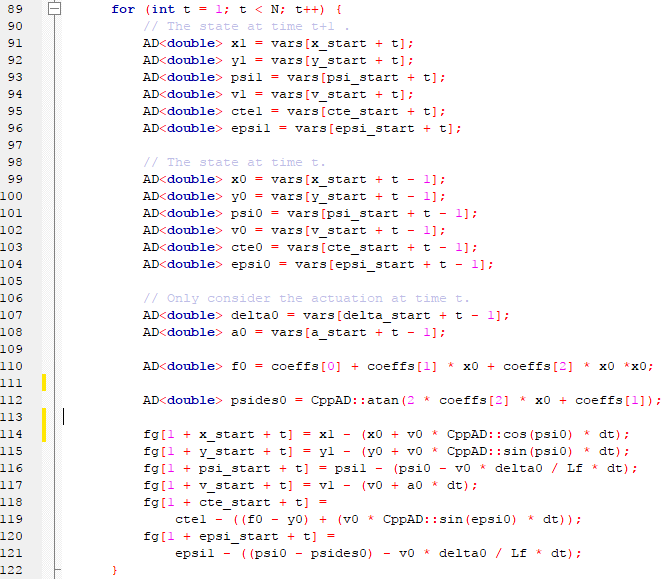 89 for (int t = 1; t < N; t++) {
90 // The state at time t+1 .
91 AD<double> x1 = vars[x_start + t];
92 AD<double> y1 = vars[y_start + t];
93 AD<double> psi1 = vars[psi_start + t];
94 AD<double> v1 = vars[v_start + t];
95 AD<double> cte1 = vars[cte_start + t];
96 AD<double> epsi1 = vars[epsi_start + t];
97
98 // The state at time t.
99 AD<double> x0 = vars[x_start + t - 1];
100 AD<double> y0 = vars[y_start + t - 1];
101 AD<double> psi0 = vars[psi_start + t - 1];
102 AD<double> v0 = vars[v_start + t - 1];
103 AD<double> cte0 = vars[cte_start + t - 1];
104 AD<double> epsi0 = vars[epsi_start + t - 1];
105
106 // Only consider the actuation at time t.
107 AD<double> delta0 = vars[delta_start + t - 1];
108 AD<double> a0 = vars[a_start + t - 1];
109
110 AD<double> f0 = coeffs[0] + coeffs[1] * x0 + coeffs[2] * x0 *x0;
111
112 AD<double> psides0 = CppAD::atan(2 * coeffs[2] * x0 + coeffs[1]);
113
114 fg[1 + x_start + t] = x1 - (x0 + v0 * CppAD::cos(psi0) * dt);
115 fg[1 + y_start + t] = y1 - (y0 + v0 * CppAD::sin(psi0) * dt);
116 fg[1 + psi_start + t] = psi1 - (psi0 - v0 * delta0 / Lf * dt);
117 fg[1 + v_start + t] = v1 - (v0 + a0 * dt);
118 fg[1 + cte_start + t] =
119 cte1 - ((f0 - y0) + (v0 * CppAD::sin(epsi0) * dt));
120 fg[1 + epsi_start + t] =
121 epsi1 - ((psi0 - psides0) - v0 * delta0 / Lf * dt);
122 }